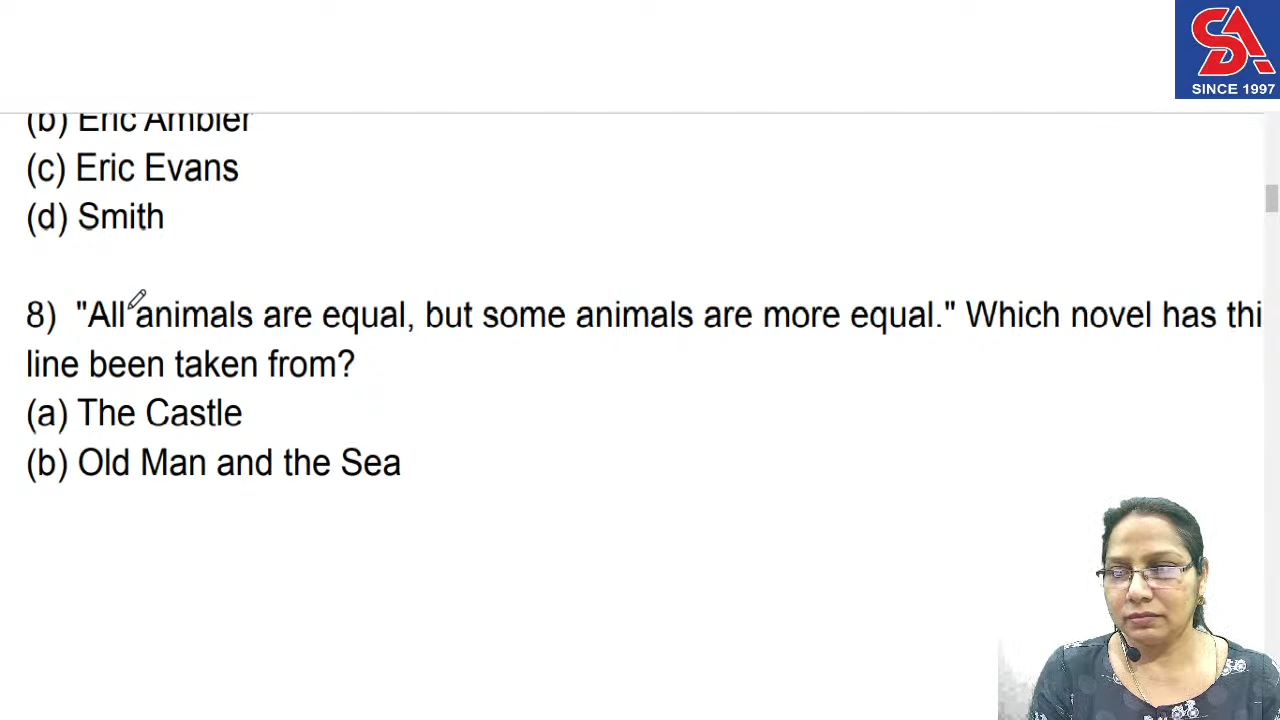 SA
SINCE 1997
(b) Eric Ambler
(c) Eric Evans
(d) Smith
8) "All animals are equal, but some animals are more equal." Which novel has thi
line been taken from?
(a) The Castle
(b) Old Man and the Sea